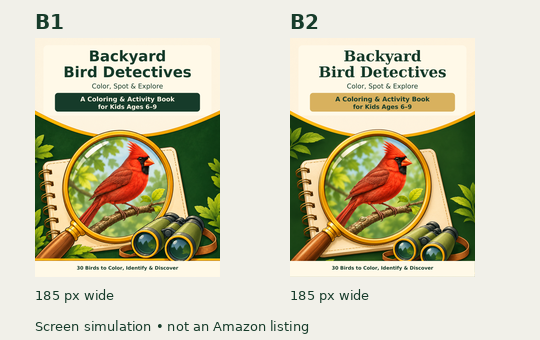 B1
Backyard
Bird Detectives
Color, Spot & Explore
A Coloring & Activity Book
for Kids Ages 6–9
30 Birds to Color, Identify & Discover
185 px wide
B2
Backyard
Bird Detectives
Color, Spot & Explore
A Coloring & Activity Book
for Kids Ages 6–9
30 Birds to Color, Identify & Discover
185 px wide
Screen simulation • not an Amazon listing